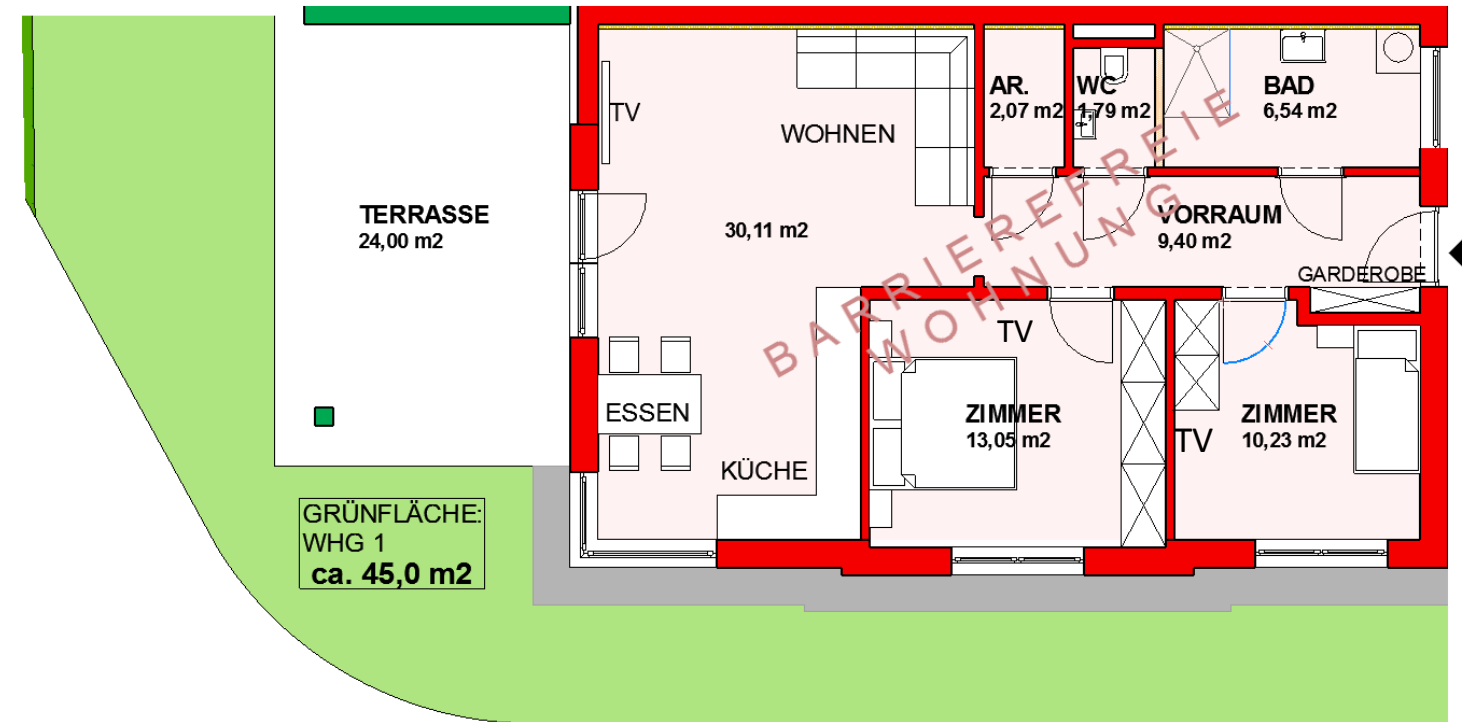 TV
WOHNEN
30,11 m2
AR.
2,07 m2
WC
1,79 m2
BAD
6,54 m2
TERRASSE
24,00 m2
VORRAUM
9,40 m2
GARDEROBE
BARRIEREFREIE
WOHNUNG
ESSEN
KÜCHE
TV
ZIMMER
13,05 m2
TV
ZIMMER
10,23 m2
GRÜNFLÄCHE:
WHG 1
ca. 45,0 m2